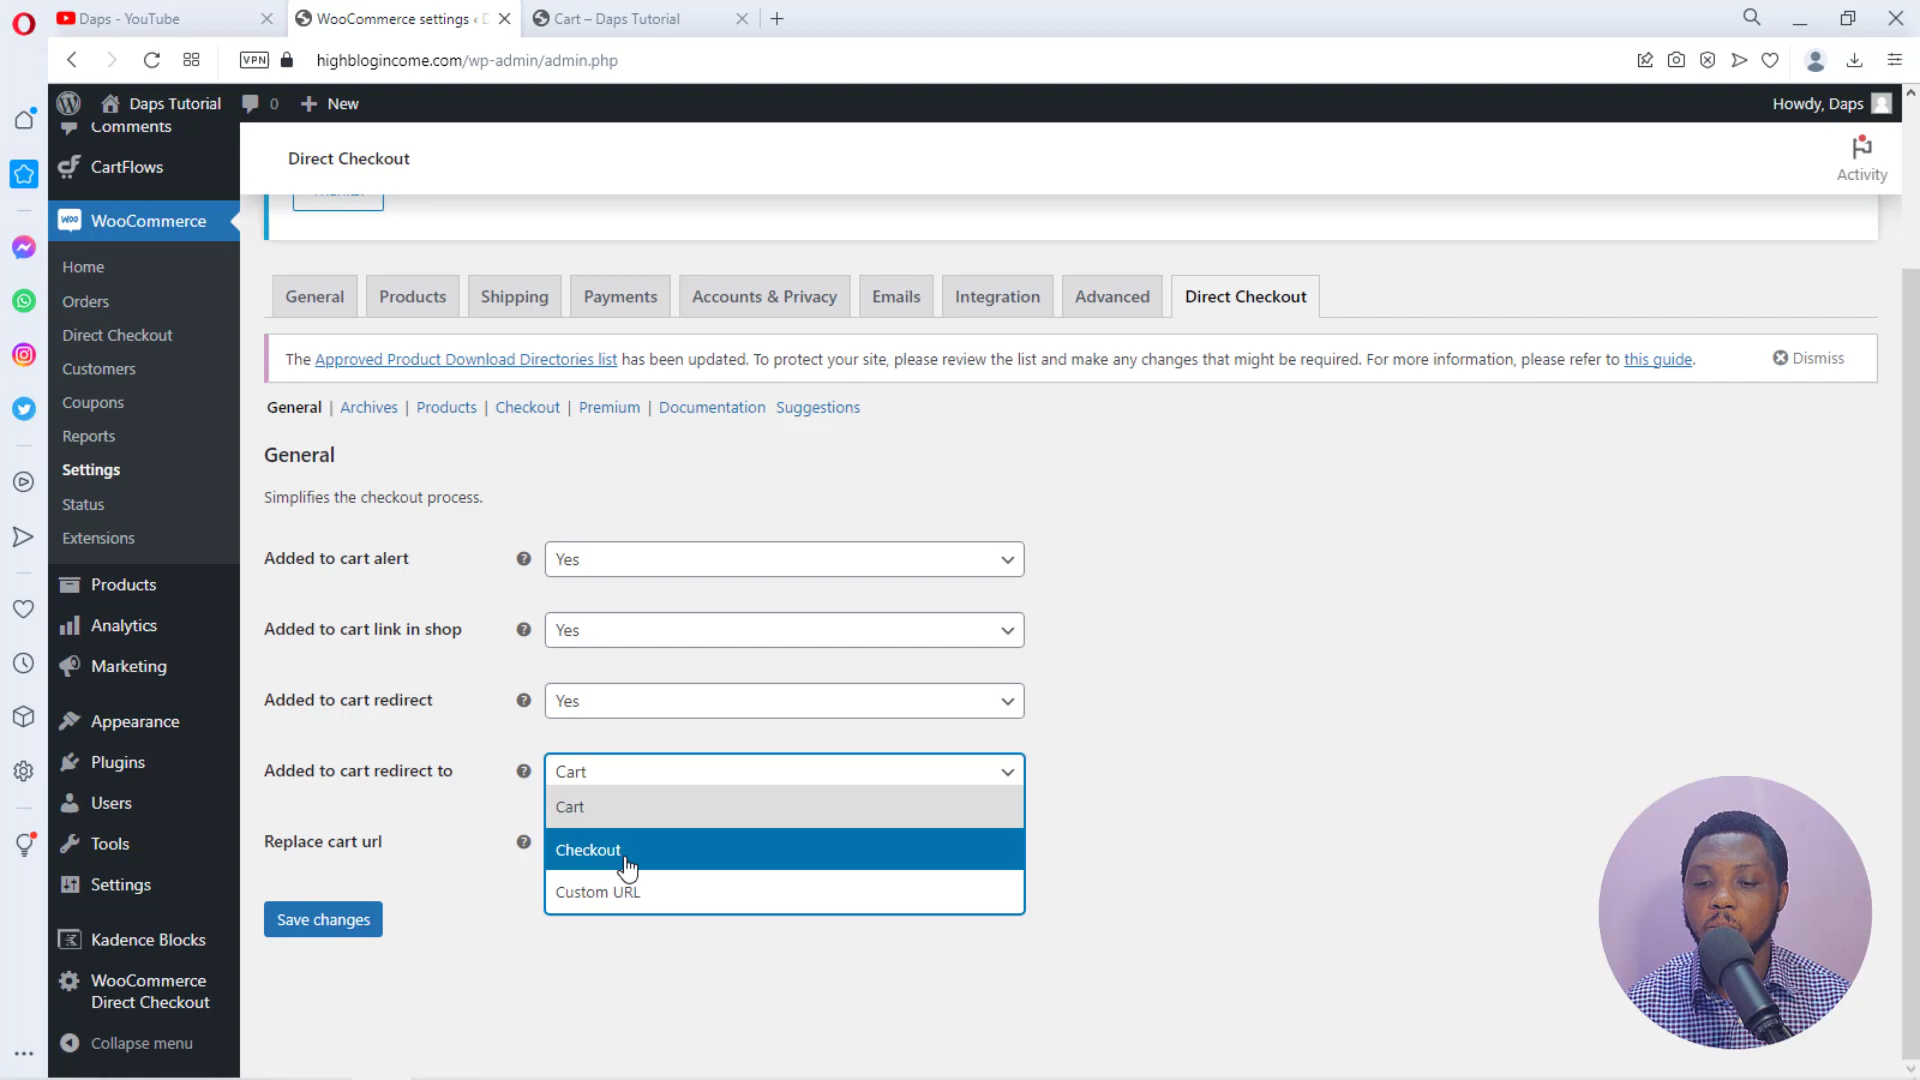 Daps - YouTube
WooCommerce settings ‹ D
Cart – Daps Tutorial
VPN
highblogincome.com/wp-admin/admin.php
Daps Tutorial
0
New
Howdy, Daps
Comments
CartFlows
WooCommerce
Home
Orders
Direct Checkout
Customers
Coupons
Reports
Settings
Status
Extensions
Products
Analytics
Marketing
Appearance
Plugins
Users
Tools
Settings
Kadence Blocks
WooCommerce
Direct Checkout
Collapse menu
Direct Checkout
Activity
General Products Shipping Payments Accounts & Privacy Emails Integration Advanced Direct Checkout
The Approved Product Download Directories list has been updated. To protect your site, please review the list and make any changes that might be required. For more information, please refer to this guide.
Dismiss
General | Archives | Products | Checkout | Premium | Documentation Suggestions
General
Simplifies the checkout process.
Added to cart alert
Yes
Added to cart link in shop
Yes
Added to cart redirect
Yes
Added to cart redirect to
Cart
Cart
Replace cart url
Checkout
Custom URL
Save changes